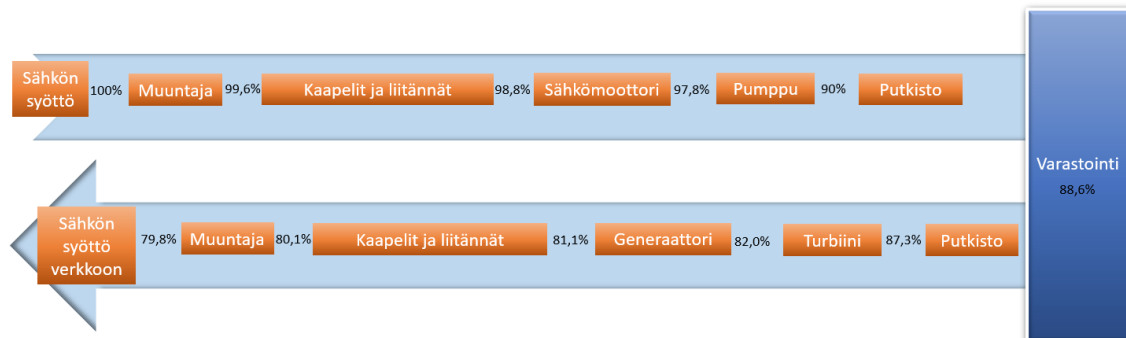 Sähkön
syöttö
100%
Muuntaja
99,6%
Kaapelit ja liitännät
98,8%
Sähkömoottori
97,8%
Pumppu
90%
Putkisto
Varastointi
88,6%
Sähkön
syöttö
verkkoon
79,8%
Muuntaja
80,1%
Kaapelit ja liitännät
81,1%
Generaattori
82,0%
Turbiini
87,3%
Putkisto